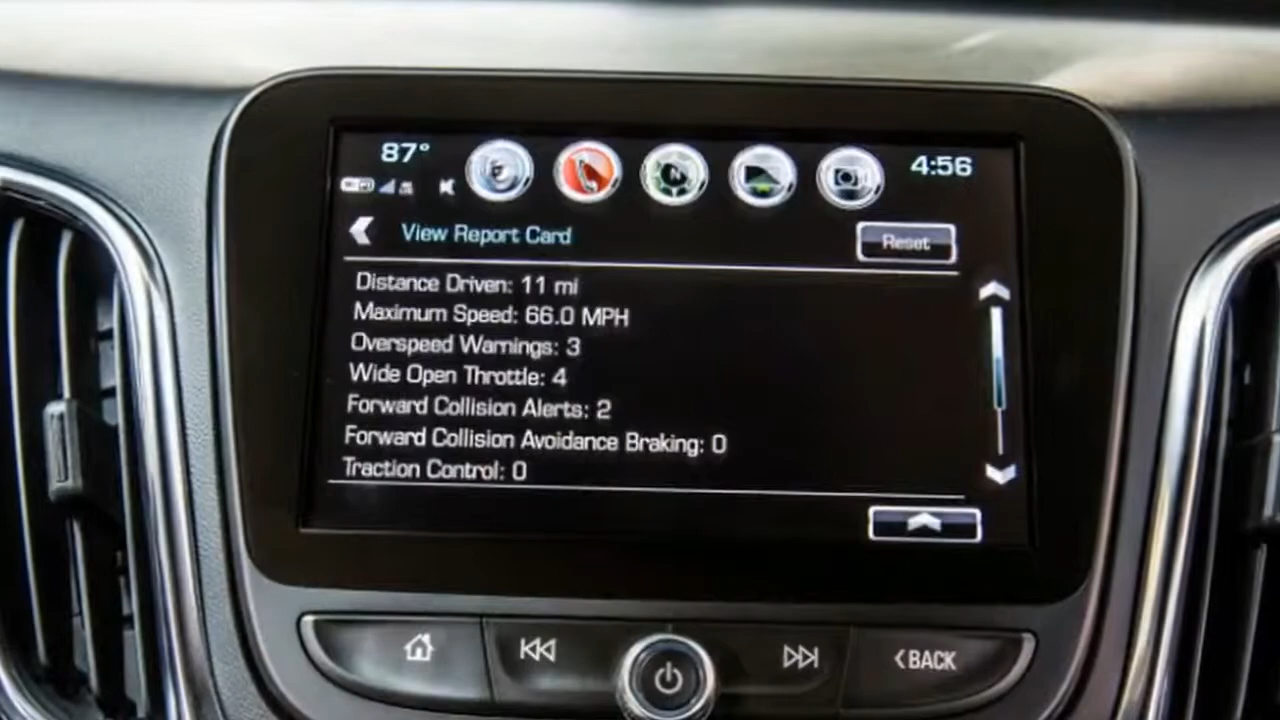 87° 4:56
N
View Report Card
Reset
Distance Driven: 11 mi
Maximum Speed: 66.0 MPH
Overspeed Warnings: 3
Wide Open Throttle: 4
Forward Collision Alerts: 2
Forward Collision Avoidance Braking: 0
Traction Control: 0
BACK